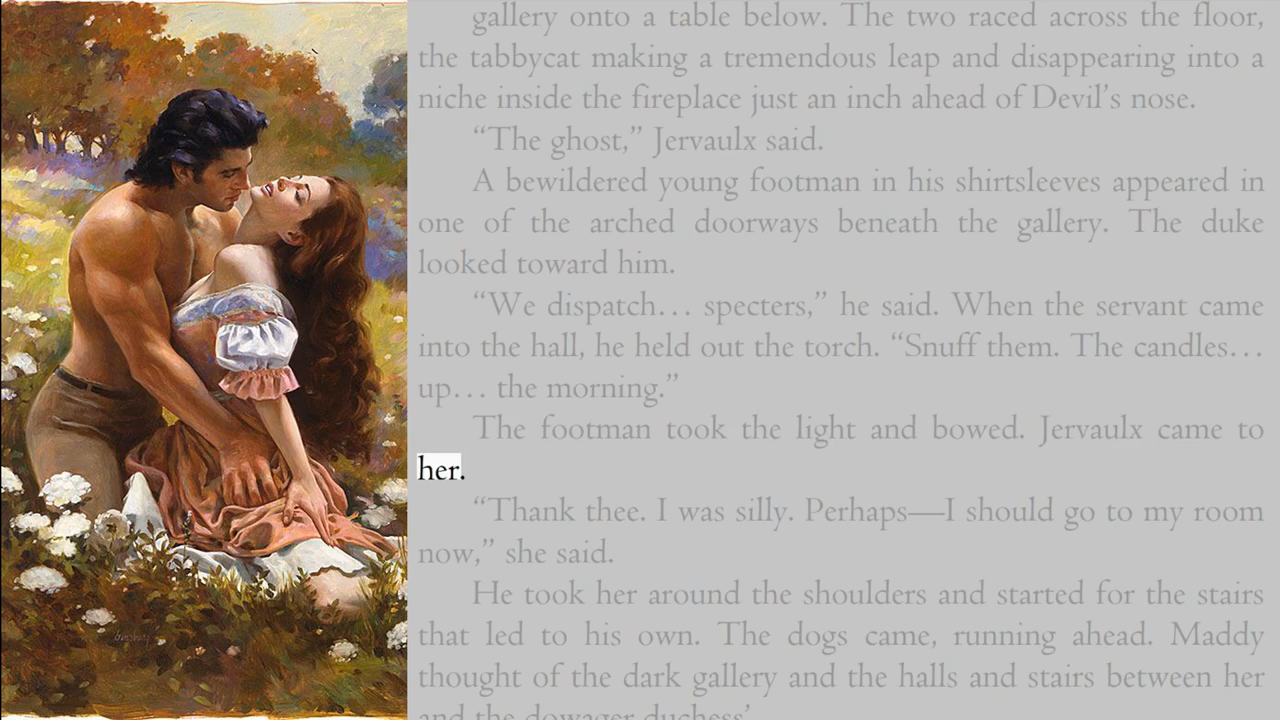 gallery onto a table below. The two raced across the floor,
the tabbycat making a tremendous leap and disappearing into a
niche inside the fireplace just an inch ahead of Devil’s nose.
“The ghost,” Jervaulx said.
A bewildered young footman in his shirtsleeves appeared in
one of the arched doorways beneath the gallery. The duke
looked toward him.
“We dispatch… specters,” he said. When the servant came
into the hall, he held out the torch. “Snuff them. The candles…
up… the morning.”
The footman took the light and bowed. Jervaulx came to
her.
“Thank thee. I was silly. Perhaps—I should go to my room
now,” she said.
He took her around the shoulders and started for the stairs
that led to his own. The dogs came, running ahead. Maddy
thought of the dark gallery and the halls and stairs between her
and the dowager duchess’